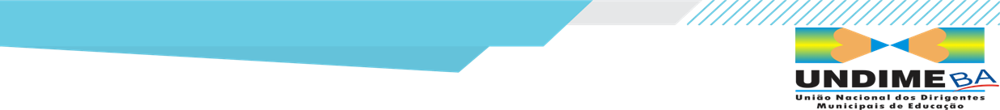 UNDIME BA
União Nacional dos Dirigentes
Municipais de Educação